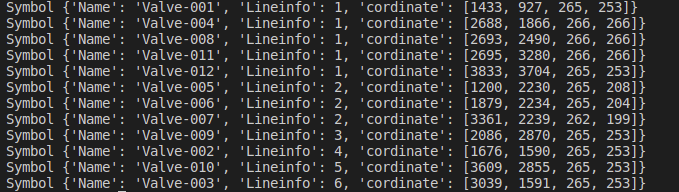 Symbol {'Name': 'Valve-001', 'Lineinfo': 1, 'cordinate': [1433, 927, 265, 253]}
Symbol {'Name': 'Valve-004', 'Lineinfo': 1, 'cordinate': [2688, 1866, 266, 266]}
Symbol {'Name': 'Valve-008', 'Lineinfo': 1, 'cordinate': [2693, 2490, 266, 266]}
Symbol {'Name': 'Valve-011', 'Lineinfo': 1, 'cordinate': [2695, 3280, 266, 266]}
Symbol {'Name': 'Valve-012', 'Lineinfo': 1, 'cordinate': [3833, 3704, 265, 253]}
Symbol {'Name': 'Valve-005', 'Lineinfo': 2, 'cordinate': [1200, 2230, 265, 208]}
Symbol {'Name': 'Valve-006', 'Lineinfo': 2, 'cordinate': [1879, 2234, 265, 204]}
Symbol {'Name': 'Valve-007', 'Lineinfo': 2, 'cordinate': [3361, 2239, 262, 199]}
Symbol {'Name': 'Valve-009', 'Lineinfo': 3, 'cordinate': [2086, 2870, 265, 253]}
Symbol {'Name': 'Valve-002', 'Lineinfo': 4, 'cordinate': [1676, 1590, 265, 253]}
Symbol {'Name': 'Valve-010', 'Lineinfo': 5, 'cordinate': [3609, 2855, 265, 253]}
Symbol {'Name': 'Valve-003', 'Lineinfo': 6, 'cordinate': [3039, 1591, 265, 253]}